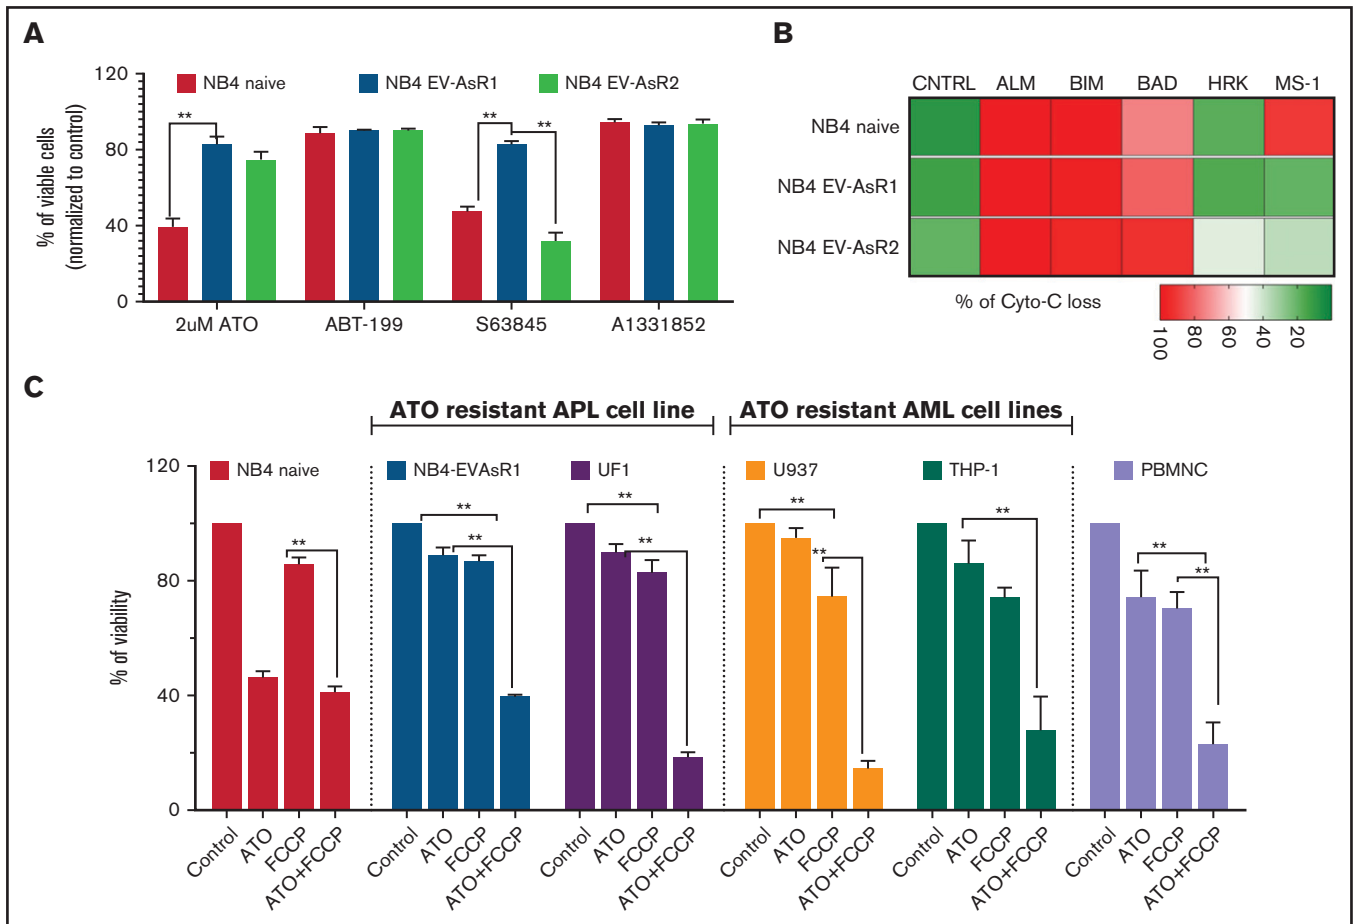 A
NB4 naive
NB4 EV-AsR1
NB4 EV-AsR2
**
**
**
120
80
40
0
% of viable cells
(normalized to control)
2uM ATO
ABT-199
S63845
A1331852
B
CNTRL
ALM
BIM
BAD
HRK
MS-1
NB4 naive
NB4 EV-AsR1
NB4 EV-AsR2
% of Cyto-C loss
100
80
60
40
20
C
ATO resistant APL cell line
ATO resistant AML cell lines
NB4 naive
NB4-EVAsR1
UF1
U937
THP-1
PBMNC
**
**
**
**
**
**
**
**
**
**
120
80
40
0
% of viability
Control
ATO
FCCP
ATO+FCCP
Control
ATO
FCCP
ATO+FCCP
Control
ATO
FCCP
ATO+FCCP
Control
ATO
FCCP
ATO+FCCP
Control
ATO
FCCP
ATO+FCCP
Control
ATO
FCCP
ATO+FCCP